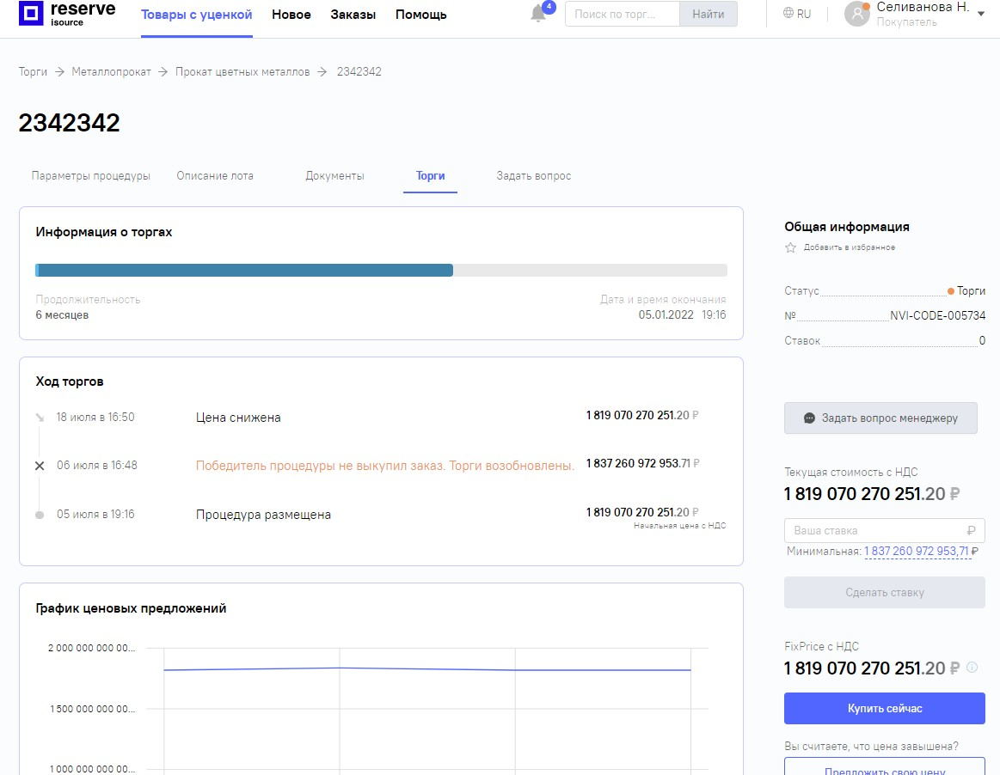 reserve
isource
Товары с уценкой
Новое
Заказы
Помощь
4
Поиск по торг...
Найти
RU
Селиванова Н.
Покупатель
Торги → Металлопрокат → Прокат цветных металлов → 2342342
2342342
Параметры процедуры
Описание лота
Документы
Торги
Задать вопрос
Информация о торгах
Продолжительность
6 месяцев
Дата и время окончания
05.01.2022 19:16
Ход торгов
18 июля в 16:50 Цена снижена 1 819 070 270 251.20 ₽
06 июля в 16:48 Победитель процедуры не выкупил заказ. Торги возобновлены. 1 837 260 972 953.71 ₽
05 июля в 19:16 Процедура размещена 1 819 070 270 251.20 ₽
Начальная цена с НДС
График ценовых предложений
2 000 000 000 00...
1 500 000 000 00...
1 000 000 000 00...
Общая информация
Добавить в избранное
Статус Торги
№ NVI-CODE-005734
Ставок 0
Задать вопрос менеджеру
Текущая стоимость с НДС
1 819 070 270 251.20 ₽
Ваша ставка ₽
Минимальная: 1 837 260 972 953,71 ₽
Сделать ставку
FixPrice с НДС
1 819 070 270 251.20 ₽
Купить сейчас
Вы считаете, что цена завышена?
Предложить свою цену